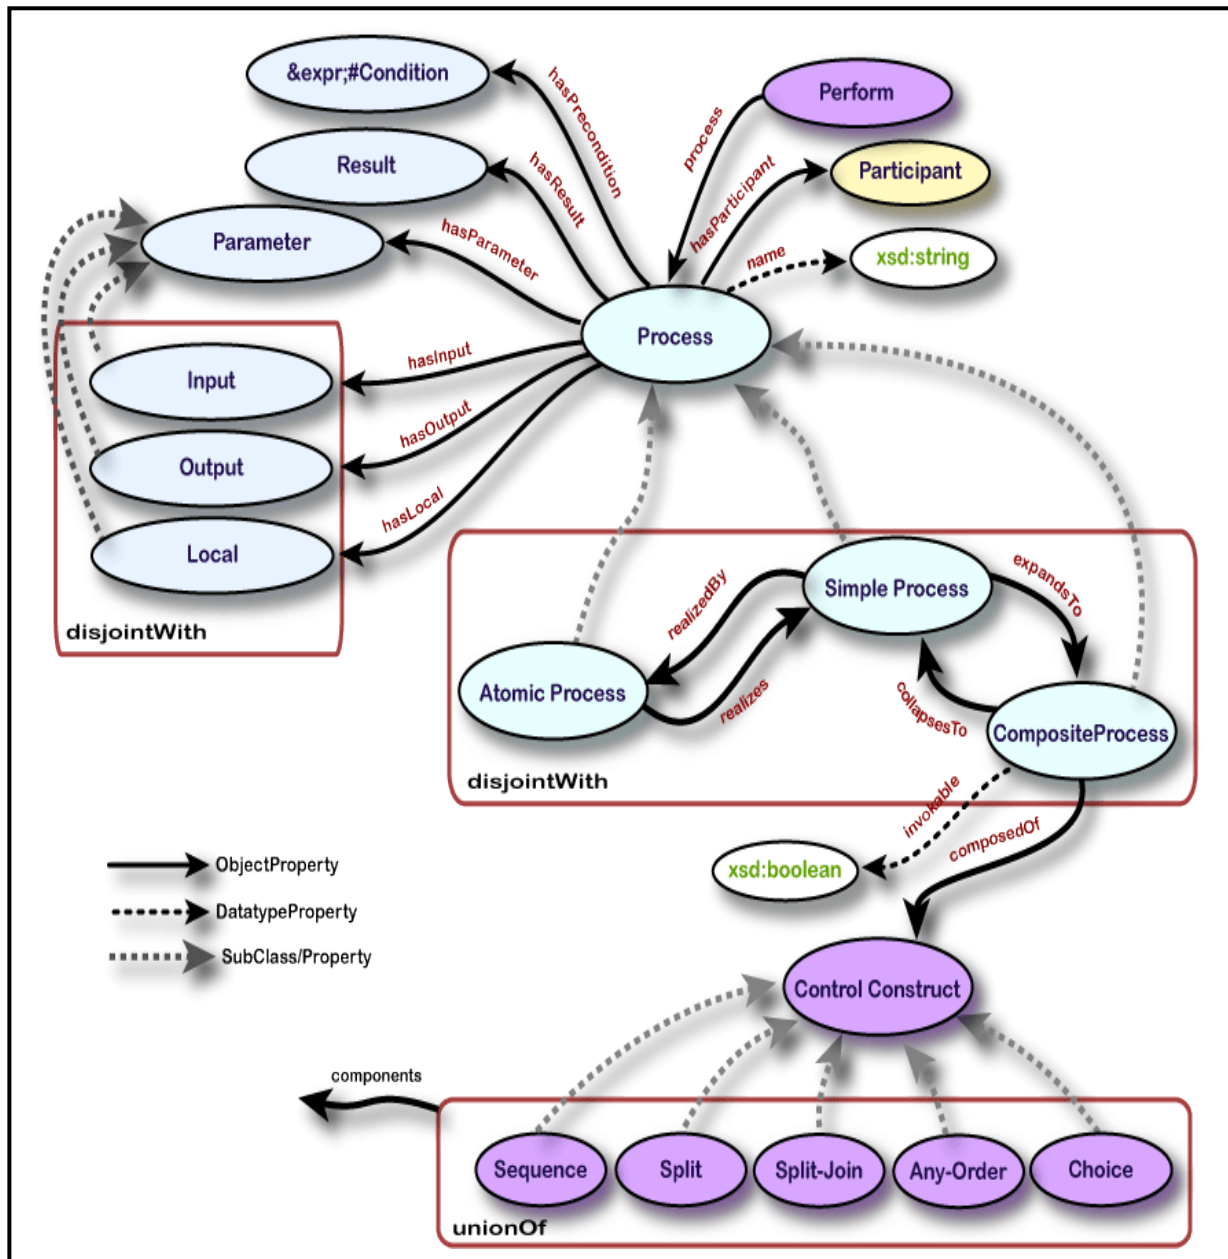 &expr;#Condition
hasPrecondition
Perform
process
Result
hasResult
hasParticipant
Participant
Parameter
hasParameter
name
xsd:string
Process
hasInput
Input
hasOutput
Output
hasLocal
Local
disjointWith
realizedBy
Simple Process
expandsTo
Atomic Process
realizes
collapsesTo
CompositeProcess
disjointWith
invokable
composedOf
xsd:boolean
ObjectProperty
DatatypeProperty
SubClass/Property
Control Construct
components
Sequence
Split
Split-Join
Any-Order
Choice
unionOf